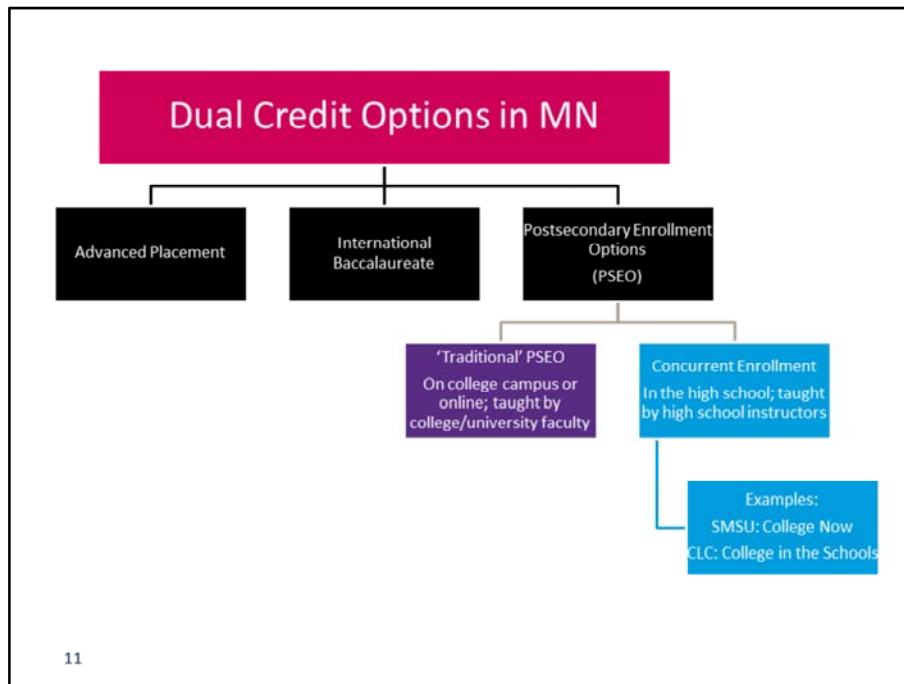 Dual Credit Options in MN
Advanced Placement
International
Baccalaureate
Postsecondary Enrollment
Options
(PSEO)
‘Traditional’ PSEO
On college campus or
online; taught by
college/university faculty
Concurrent Enrollment
In the high school; taught
by high school instructors
Examples:
SMSU: College Now
CLC: College in the Schools
11